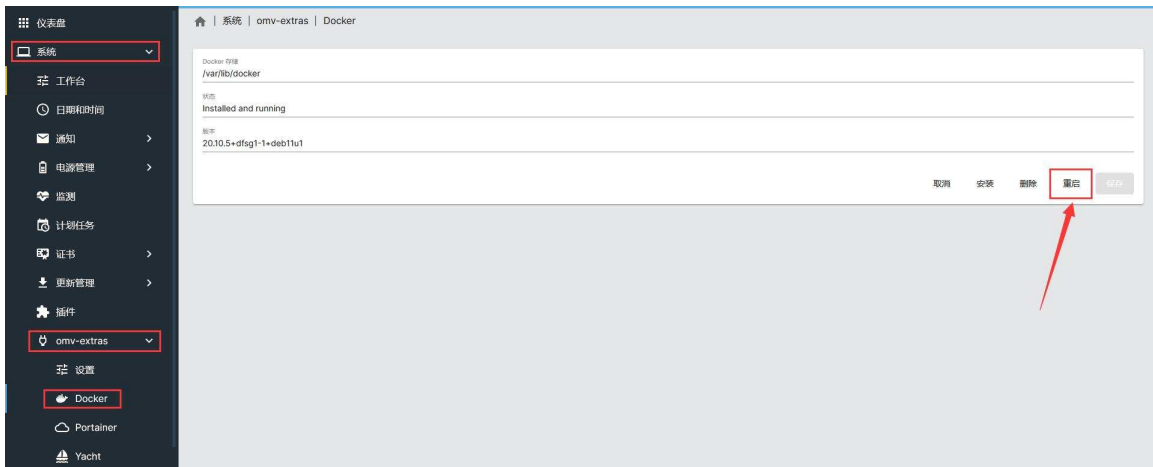 仪表盘
系统
工作台
日期和时间
通知
电源管理
监测
计划任务
证书
更新管理
插件
omv-extras
设置
Docker
Portainer
Yacht
| 系统 | omv-extras | Docker
Docker 存储
/var/lib/docker
状态
Installed and running
版本
20.10.5+dfsg1-1+deb11u1
取消 安装 删除 重启 保存